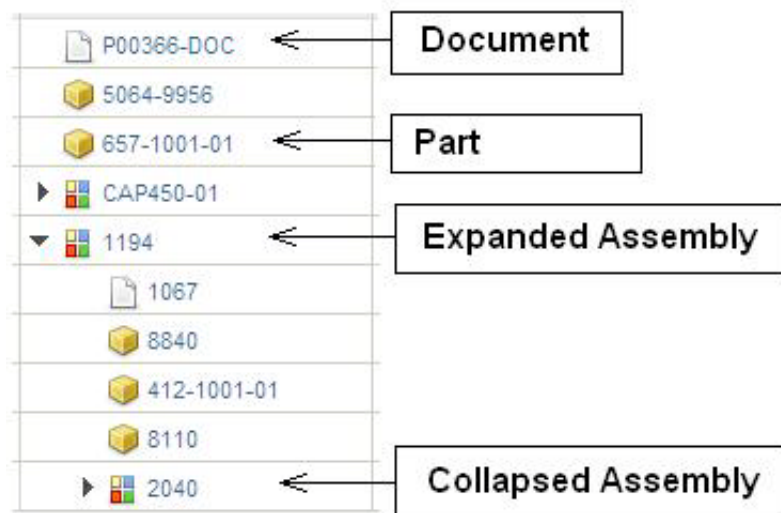 P00366-DOC
Document
5064-9956
657-1001-01
Part
CAP450-01
1194
Expanded Assembly
1067
8840
412-1001-01
8110
2040
Collapsed Assembly